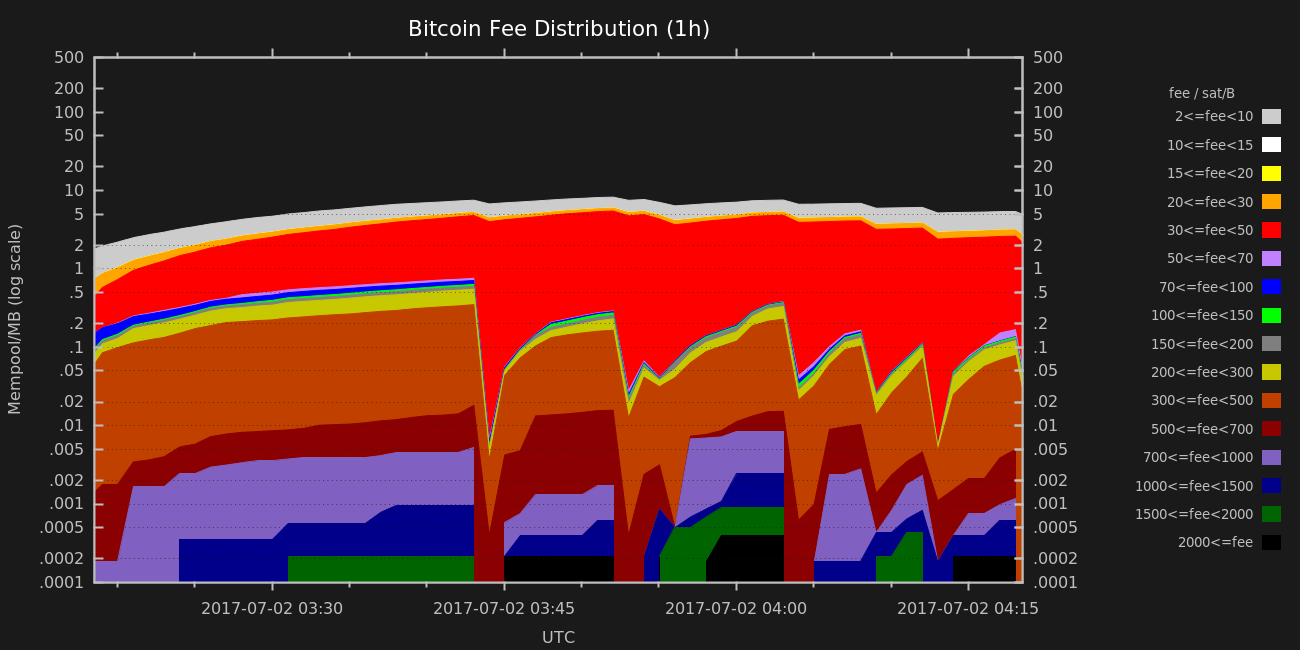 Bitcoin Fee Distribution (1h)
500
200
100
50
20
10
5
2
1
.5
.2
.1
.05
.02
.01
.005
.002
.001
.0005
.0002
.0001
Mempool/MB (log scale)
500
200
100
50
20
10
5
2
1
.5
.2
.1
.05
.02
.01
.005
.002
.001
.0005
.0002
.0001
2017-07-02 03:30
2017-07-02 03:45
2017-07-02 04:00
2017-07-02 04:15
UTC
fee / sat/B
2<=fee<10
10<=fee<15
15<=fee<20
20<=fee<30
30<=fee<50
50<=fee<70
70<=fee<100
100<=fee<150
150<=fee<200
200<=fee<300
300<=fee<500
500<=fee<700
700<=fee<1000
1000<=fee<1500
1500<=fee<2000
2000<=fee